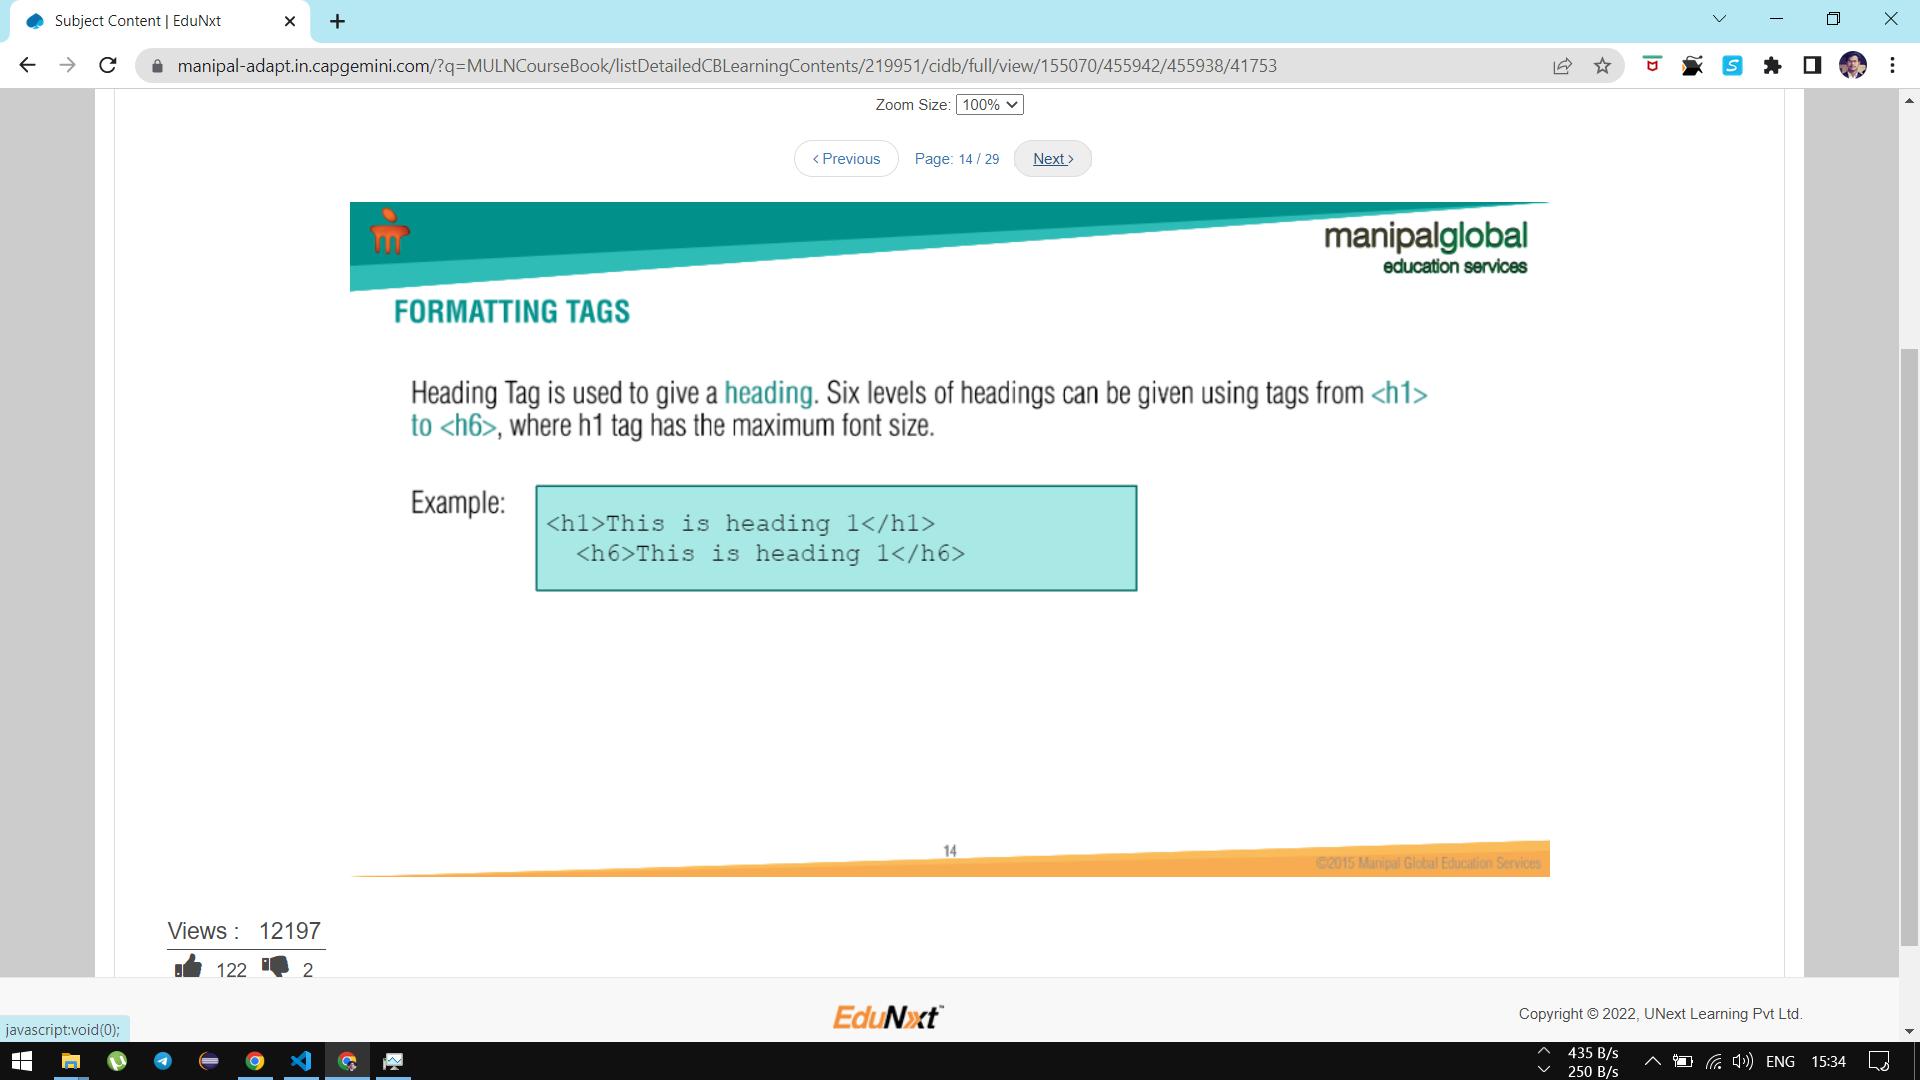 Subject Content | EduNxt
manipal-adapt.in.capgemini.com/?q=MULNCourseBook/listDetailedCBLearningContents/219951/cidb/full/view/155070/455942/455938/41753
Zoom Size: 100%
‹ Previous Page: 14 / 29 Next ›
manipalglobal
education services
FORMATTING TAGS
Heading Tag is used to give a heading. Six levels of headings can be given using tags from <h1>
to <h6>, where h1 tag has the maximum font size.
Example:
<h1>This is heading 1</h1>
<h6>This is heading 1</h6>
14
©2015 Manipal Global Education Services
Views : 12197
122 2
EduNxt™
Copyright © 2022, UNext Learning Pvt Ltd.
javascript:void(0);
435 B/s
250 B/s
ENG 15:34